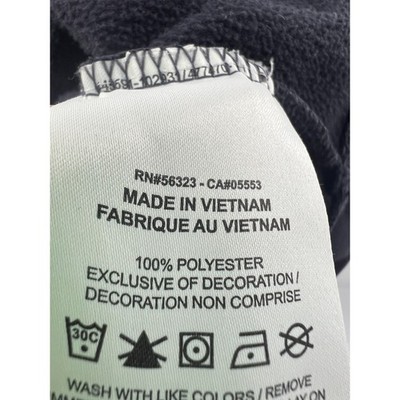 RN#56323 - CA#05553
MADE IN VIETNAM
FABRIQUE AU VIETNAM
100% POLYESTER
EXCLUSIVE OF DECORATION /
DECORATION NON COMPRISE
30C
WASH WITH LIKE COLORS / REMOVE